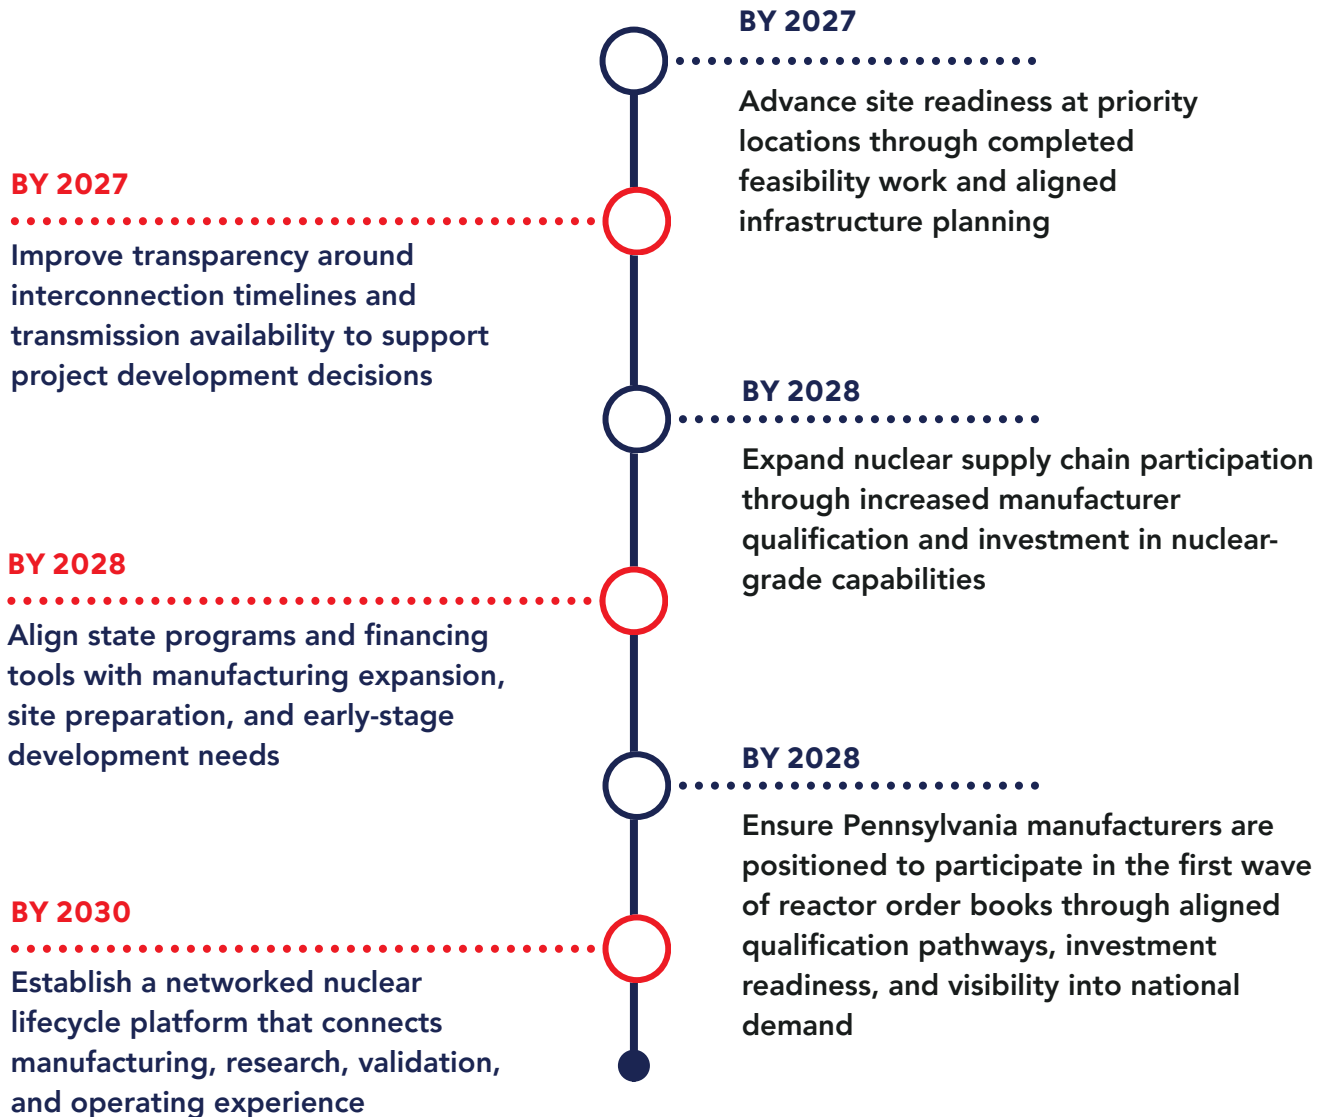 BY 2027
Advance site readiness at priority
locations through completed
feasibility work and aligned
infrastructure planning
BY 2027
Improve transparency around
interconnection timelines and
transmission availability to support
project development decisions
BY 2028
Expand nuclear supply chain participation
through increased manufacturer
qualification and investment in nuclear-
grade capabilities
BY 2028
Align state programs and financing
tools with manufacturing expansion,
site preparation, and early-stage
development needs
BY 2028
Ensure Pennsylvania manufacturers are
positioned to participate in the first wave
of reactor order books through aligned
qualification pathways, investment
readiness, and visibility into national
demand
BY 2030
Establish a networked nuclear
lifecycle platform that connects
manufacturing, research, validation,
and operating experience